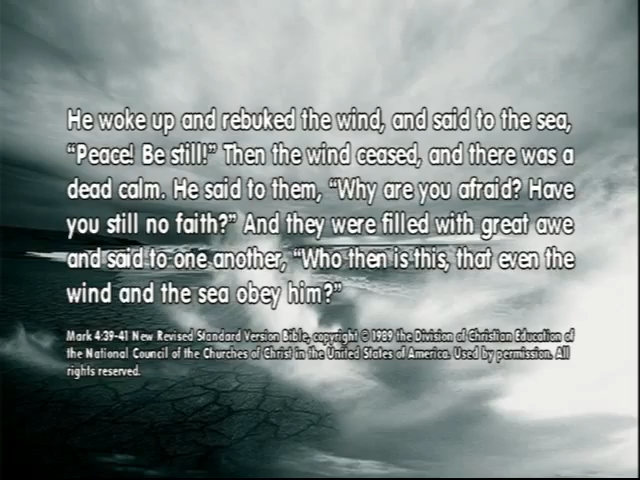 He woke up and rebuked the wind, and said to the sea,
“Peace! Be still!” Then the wind ceased, and there was a
dead calm. He said to them, “Why are you afraid? Have
you still no faith?” And they were filled with great awe
and said to one another, “Who then is this, that even the
wind and the sea obey him?”
Mark 4:39-41 New Revised Standard Version Bible, copyright © 1989 the Division of Christian Education of
the National Council of the Churches of Christ in the United States of America. Used by permission. All
rights reserved.